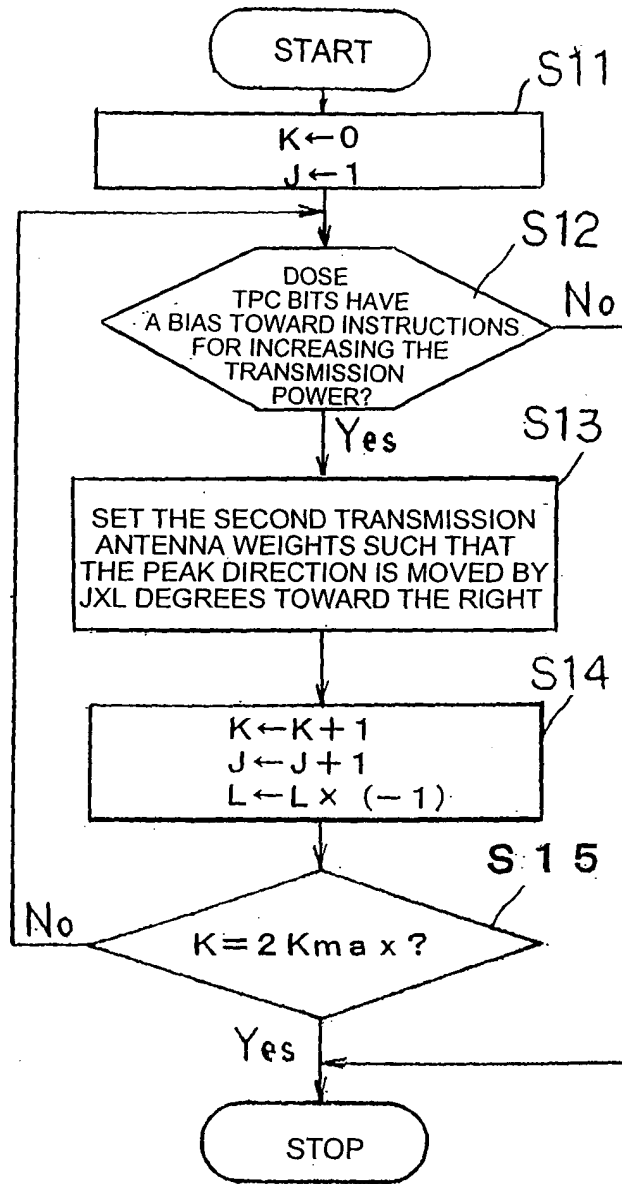 START
S11
K←0
J←1
S12
DOSE
TPC BITS HAVE
A BIAS TOWARD INSTRUCTIONS
FOR INCREASING THE
TRANSMISSION
POWER?
No
Yes
S13
SET THE SECOND TRANSMISSION
ANTENNA WEIGHTS SUCH THAT
THE PEAK DIRECTION IS MOVED BY
JXL DEGREES TOWARD THE RIGHT
S14
K←K+1
J←J+1
L←L× (−1)
S15
K=2Kmax?
No
Yes
STOP